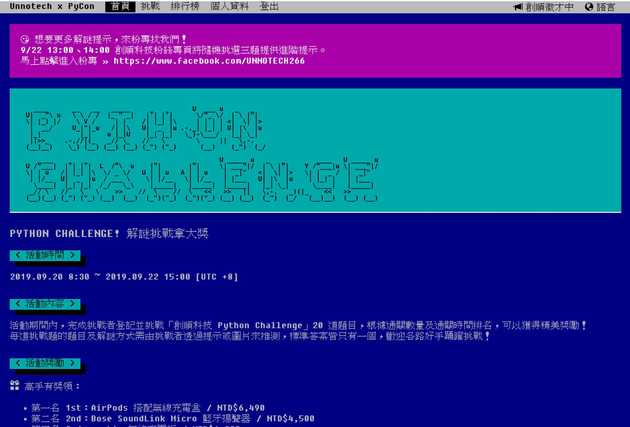 Unnotech x PyCon 首頁 挑戰 排行榜 個人資料 登出 創順徵才中 語言
想要更多解謎提示，來粉專找我們！
9/22 13:00、14:00 創順科技粉絲專頁將隨機挑選三題提供進階提示。
馬上點擊進入粉專 » https://www.facebook.com/UNNOTECH266
PYTHON CHALLENGE! 解謎挑戰拿大獎
< 活動時間 >
2019.09.20 8:30 ~ 2019.09.22 15:00 [UTC +8]
< 活動內容 >
活動期間內，完成挑戰者登記並挑戰「創順科技 Python Challenge」20 道題目，根據通關數量及通關時間排名，可以獲得精美獎勵！
每道挑戰題的題目及解謎方式需由挑戰者透過提示或圖片來推測，標準答案皆只有一個，歡迎各路好手踴躍挑戰！
< 活動獎勵 >
高手有獎領：
第一名 1st：AirPods 搭配無線充電盒 / NTD$6,490
第二名 2nd：Bose SoundLink Micro 藍牙揚聲器 / NTD$4,500